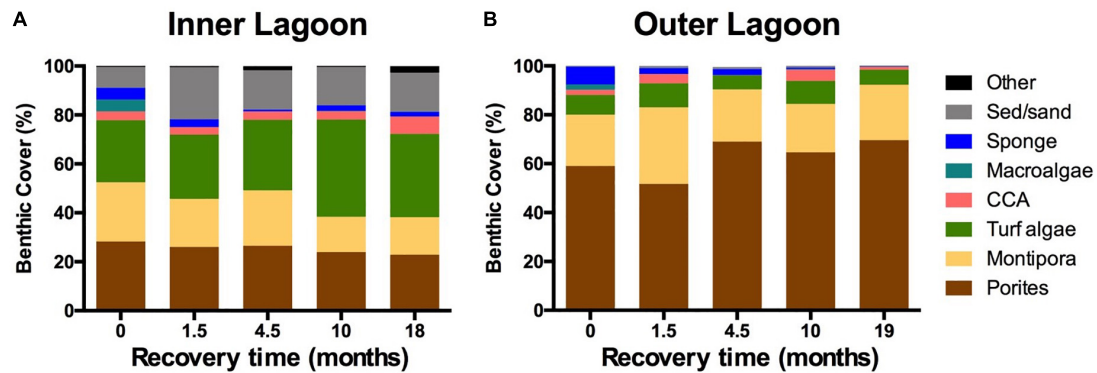 A
Inner Lagoon
Benthic Cover (%)
100
80
60
40
20
0
0 1.5 4.5 10 18
Recovery time (months)
B
Outer Lagoon
Benthic Cover (%)
100
80
60
40
20
0
0 1.5 4.5 10 19
Recovery time (months)
Other
Sed/sand
Sponge
Macroalgae
CCA
Turf algae
Montipora
Porites